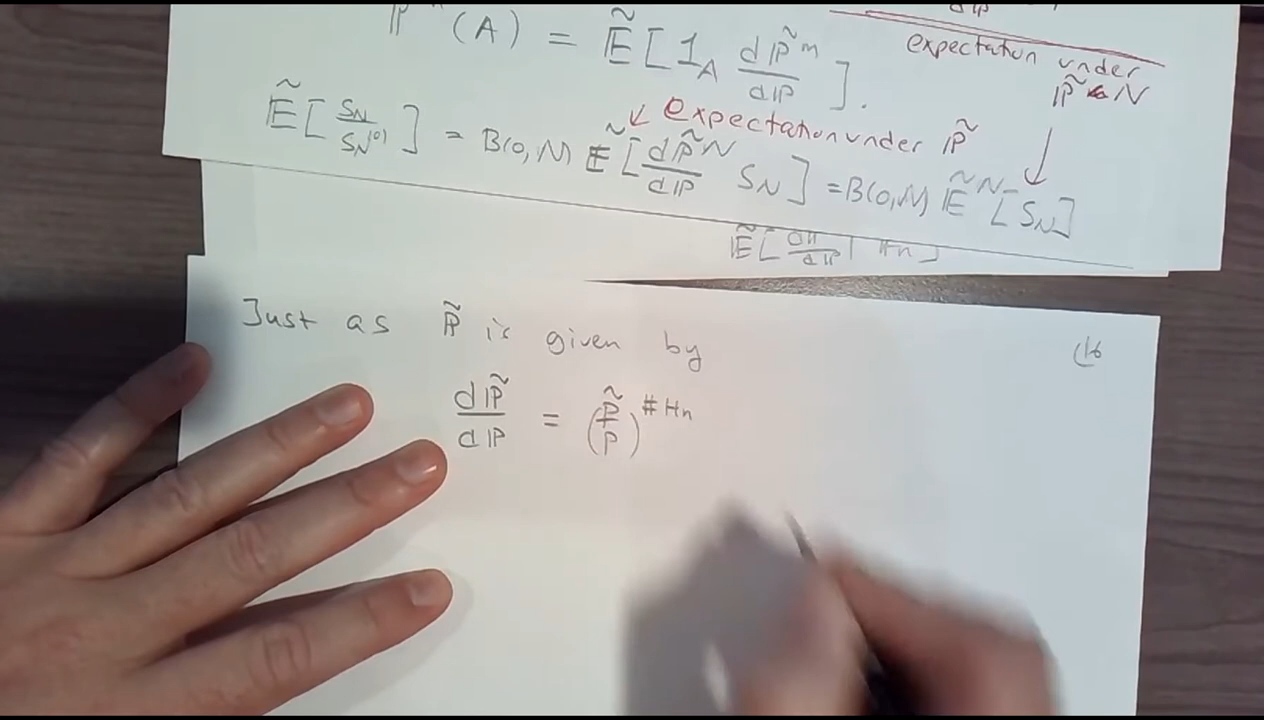 (A) = Ẽ[1_A dP̃^m/dP].
expectation under
P̃^N
↙ expectation under P̃
Ẽ[S_N/S_N^(0)] = B(0,N) Ẽ[dP̃^N/dP S_N] = B(0,N) Ẽ^N[S_N]
Just as P̃ is given by
(16
dP̃/dP = (p̃/p)^#Hn